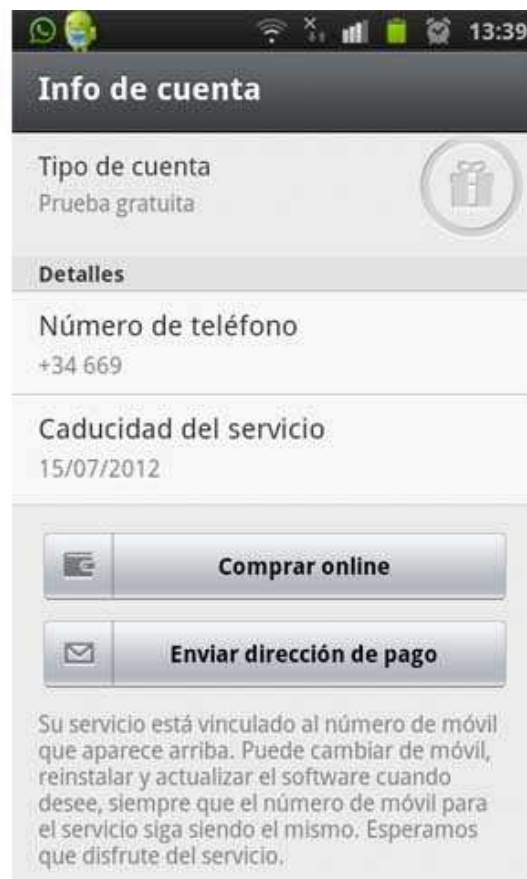 13:39
Info de cuenta
Tipo de cuenta
Prueba gratuita
Detalles
Número de teléfono
+34 669
Caducidad del servicio
15/07/2012
Comprar online
Enviar dirección de pago
Su servicio está vinculado al número de móvil
que aparece arriba. Puede cambiar de móvil,
reinstalar y actualizar el software cuando
desee, siempre que el número de móvil para
el servicio siga siendo el mismo. Esperamos
que disfrute del servicio.